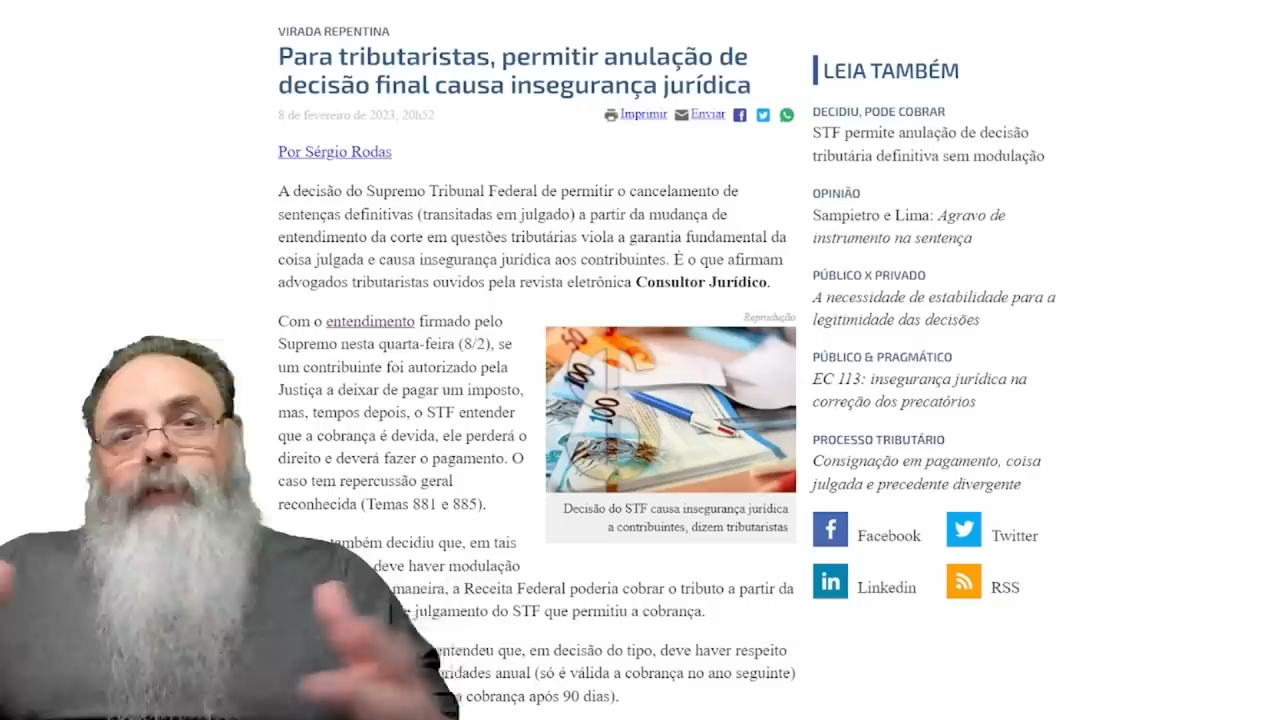 VIRADA REPENTINA
Para tributaristas, permitir anulação de
decisão final causa insegurança jurídica
8 de fevereiro de 2023, 20h52
Imprimir Enviar
Por Sérgio Rodas
A decisão do Supremo Tribunal Federal de permitir o cancelamento de
sentenças definitivas (transitadas em julgado) a partir da mudança de
entendimento da corte em questões tributárias viola a garantia fundamental da
coisa julgada e causa insegurança jurídica aos contribuintes. É o que afirmam
advogados tributaristas ouvidos pela revista eletrônica Consultor Jurídico.
Reprodução
Com o entendimento firmado pelo
Supremo nesta quarta-feira (8/2), se
um contribuinte foi autorizado pela
Justiça a deixar de pagar um imposto,
mas, tempos depois, o STF entender
que a cobrança é devida, ele perderá o
direito e deverá fazer o pagamento. O
caso tem repercussão geral
reconhecida (Temas 881 e 885).
50
100
100
Decisão do STF causa insegurança jurídica
a contribuintes, dizem tributaristas
também decidiu que, em tais
deve haver modulação
maneira, a Receita Federal poderia cobrar o tributo a partir da
julgamento do STF que permitiu a cobrança.
entendeu que, em decisão do tipo, deve haver respeito
anual (só é válida a cobrança no ano seguinte)
cobrança após 90 dias).
LEIA TAMBÉM
DECIDIU, PODE COBRAR
STF permite anulação de decisão
tributária definitiva sem modulação
OPINIÃO
Sampietro e Lima: Agravo de
instrumento na sentença
PÚBLICO X PRIVADO
A necessidade de estabilidade para a
legitimidade das decisões
PÚBLICO & PRAGMÁTICO
EC 113: insegurança jurídica na
correção dos precatórios
PROCESSO TRIBUTÁRIO
Consignação em pagamento, coisa
julgada e precedente divergente
Facebook Twitter
Linkedin RSS